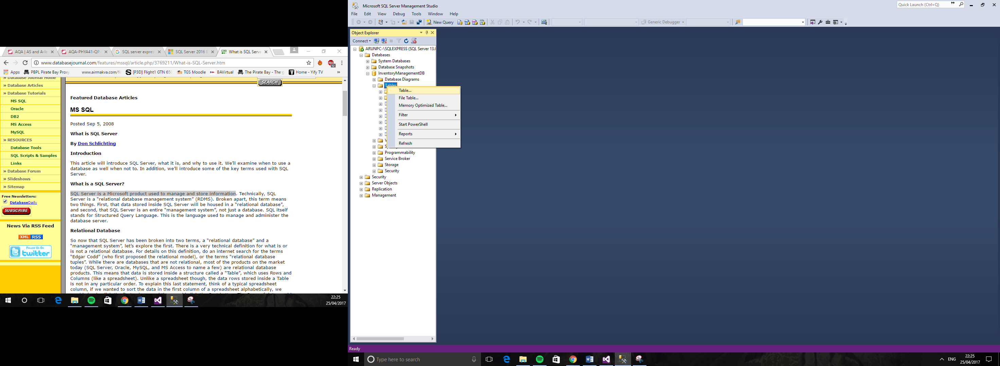 AQA | AS and A-le
AQA-PHYA41-QP-
SQL server expres
SQL Server 2016 E
What is SQL Serve
www.databasejournal.com/features/mssql/article.php/3769211/What-is-SQL-Server.htm
ABP
12
Apps
PBPL Pirate Bay Proxy
www.airmakva.com/fil
[P3D] Flight1 GTN 650
TGS Moodle
BAVirtual
The Pirate Bay - The g
Home - Yify TV
»
» Database Journal Home
» Database Articles
» Database Tutorials
MS SQL
Oracle
DB2
MS Access
MySQL
» RESOURCES
Database Tools
SQL Scripts & Samples
Links
» Database Forum
» Slideshows
» Sitemap
Free Newsletters:
DatabaseDaily
SUBSCRIBE
News Via RSS Feed
XML RSS
FOLLOW US ON
twitter
SEARCH
Featured Database Articles
MS SQL
Posted Sep 5, 2008
What is SQL Server
By Don Schlichting
Introduction
This article will introduce SQL Server, what it is, and why to use it. We’ll examine when to use a
database as well when not to. In addition, we’ll introduce some of the key terms used with SQL
Server.
What is a SQL Server?
SQL Server is a Microsoft product used to manage and store information. Technically, SQL
Server is a “relational database management system” (RDMS). Broken apart, this term means
two things. First, that data stored inside SQL Server will be housed in a “relational database”,
and second, that SQL Server is an entire “management system”, not just a database. SQL itself
stands for Structured Query Language. This is the language used to manage and administer the
database server.
Relational Database
So now that SQL Server has been broken into two terms, a “relational database” and a
“management system”, let’s explore the first. There is a very technical definition for what is or
is not a relational database. For details on this definition, do an internet search for the terms
“Edgar Codd” (who first proposed the relational model), or the terms “relational database
tuples”. While there are databases that are not relational, most of the products on the market
today (SQL Server, Oracle, MySQL, and MS Access to name a few) are relational database
products. This means that data is stored inside a structure called a “Table”, which uses Rows and
Columns (like a spreadsheet). Unlike a spreadsheet though, the data rows stored inside a Table
is not in any particular order. To explain this last statement, think of a typical spreadsheet
column, if we wanted to sort the data in the first column of a spreadsheet alphabetically, we
22:25
25/04/2017
Microsoft SQL Server Management Studio
Quick Launch (Ctrl+Q)
File Edit View Debug Tools Window Help
New Query
Generic Debugger
Object Explorer
Connect
ARUNPC-\SQLEXPRESS (SQL Server 13.0
Databases
System Databases
Database Snapshots
InventoryManagementDB
Database Diagrams
Tables
Table...
File Table...
Memory Optimized Table...
Filter
Start PowerShell
Reports
Refresh
Programmability
Service Broker
Storage
Security
Security
Server Objects
Replication
Management
Ready
Type here to search
ENG
22:25
25/04/2017